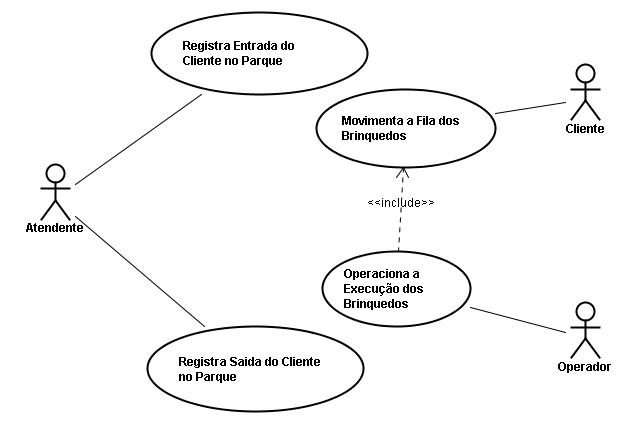 Registra Entrada do
Cliente no Parque
Movimenta a Fila dos
Brinquedos
Cliente
Atendente
<<include>>
Operaciona a
Execução dos
Brinquedos
Registra Saida do Cliente
no Parque
Operador